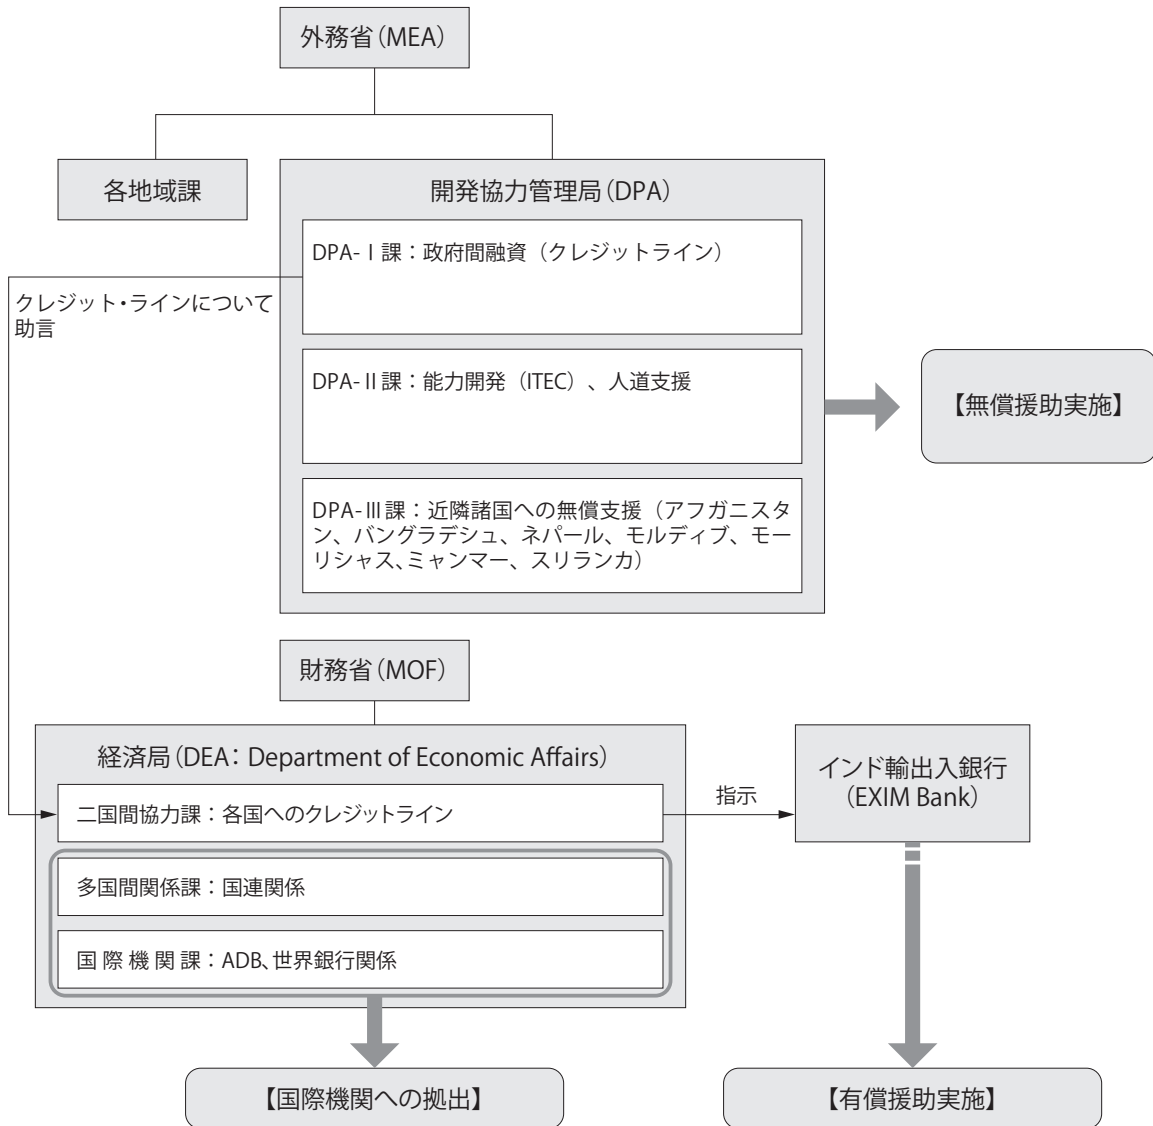 外務省（MEA）
各地域課
開発協力管理局（DPA）
DPA-Ⅰ課：政府間融資（クレジットライン）
クレジット・ラインについて
助言
DPA-Ⅱ課：能力開発（ITEC）、人道支援
【無償援助実施】
DPA-Ⅲ課：近隣諸国への無償支援（アフガニスタ
ン、バングラデシュ、ネパール、モルディブ、モー
リシャス、ミャンマー、スリランカ）
財務省（MOF）
経済局（DEA：Department of Economic Affairs）
二国間協力課：各国へのクレジットライン
指示
インド輸出入銀行
（EXIM Bank）
多国間関係課：国連関係
国際機関課：ADB、世界銀行関係
【国際機関への拠出】
【有償援助実施】